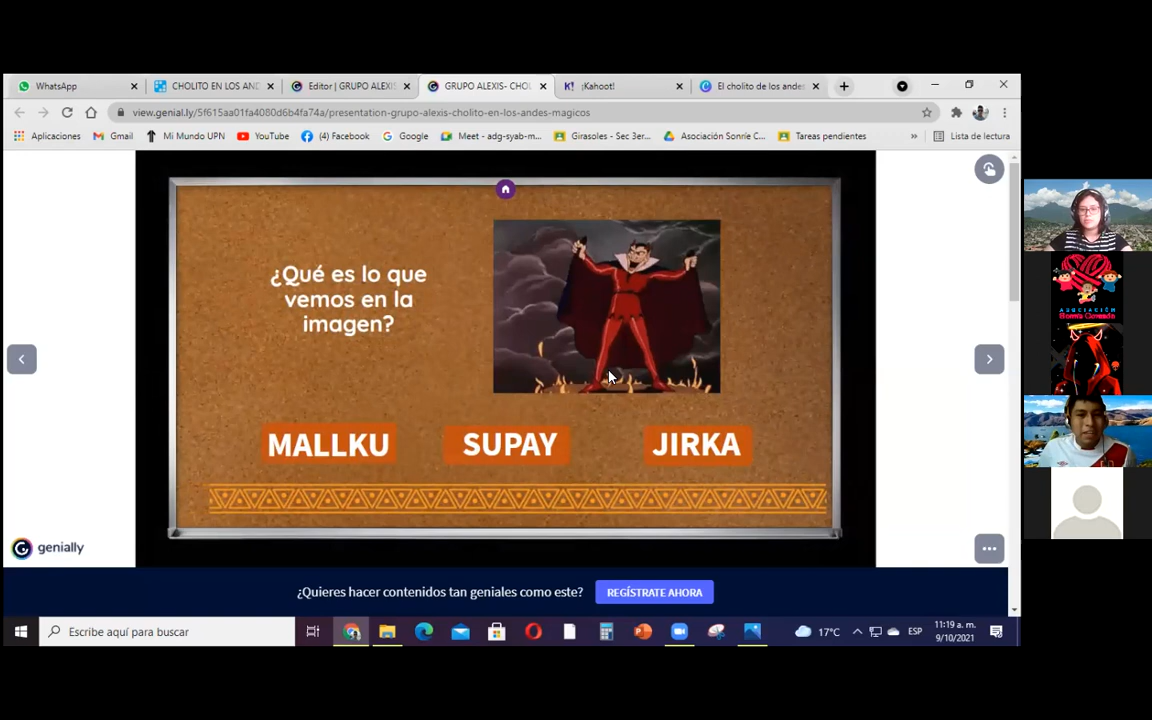 WhatsApp
CHOLITO EN LOS AND
Editor | GRUPO ALEXIS
GRUPO ALEXIS- CHOL
K! ¡Kahoot!
El cholito de los andes
view.genial.ly/5f615aa01fa4080d6b4fa74a/presentation-grupo-alexis-cholito-en-los-andes-magicos
Aplicaciones
Gmail
Mi Mundo UPN
YouTube
(4) Facebook
Google
Meet - adg-syab-m...
Girasoles - Sec 3er...
Asociación Sonríe C...
Tareas pendientes
»
Lista de lectura
¿Qué es lo que
vemos en la
imagen?
MALLKU
SUPAY
JIRKA
genially
¿Quieres hacer contenidos tan geniales como este?
REGÍSTRATE AHORA
Escribe aquí para buscar
17°C
ESP
11:19 a. m.
9/10/2021